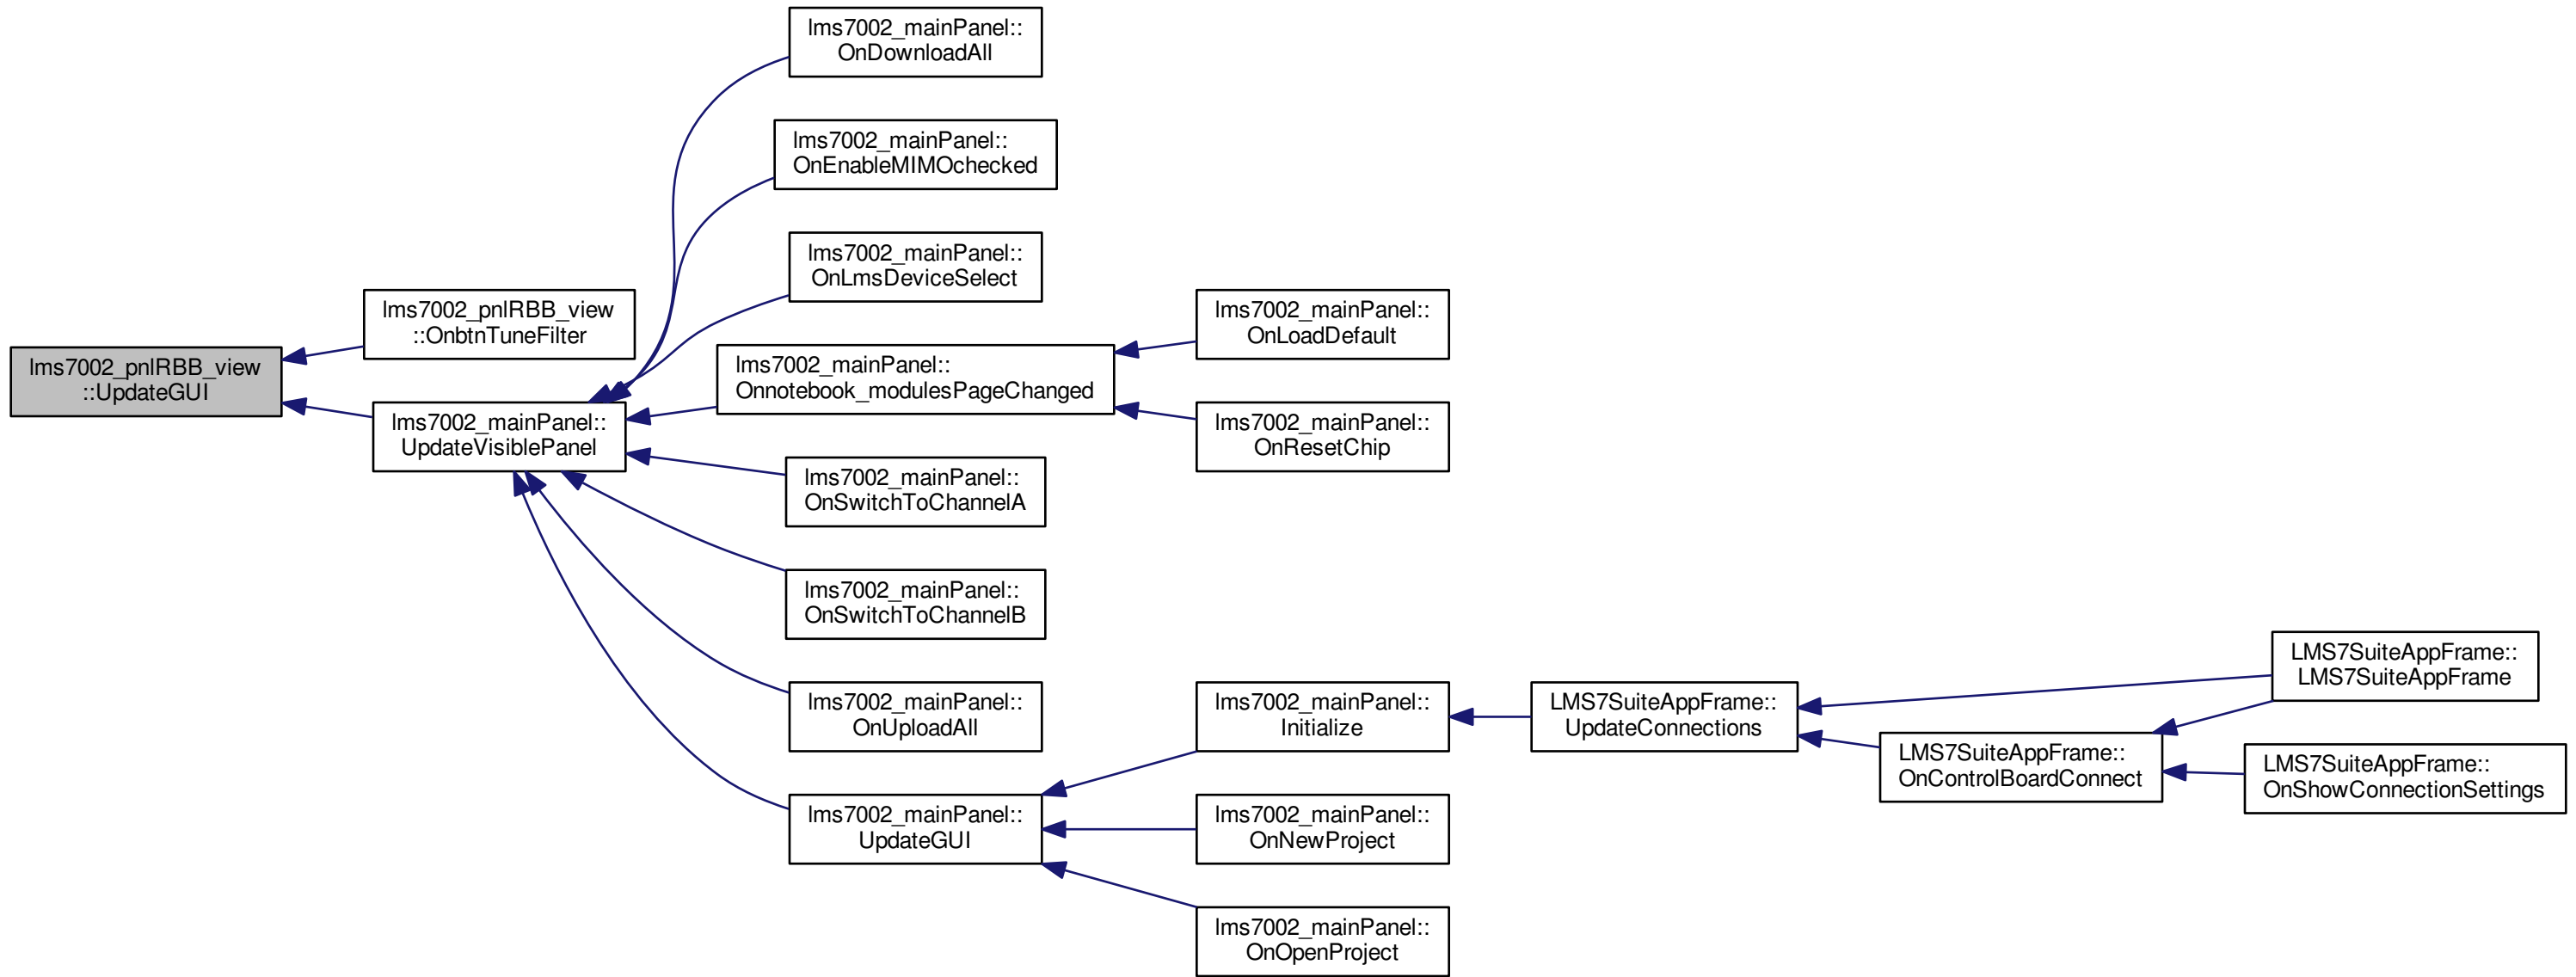 lms7002_pnlRBB_view
::UpdateGUI
lms7002_pnlRBB_view
::OnbtnTuneFilter
lms7002_mainPanel::
UpdateVisiblePanel
lms7002_mainPanel::
OnDownloadAll
lms7002_mainPanel::
OnEnableMIMOchecked
lms7002_mainPanel::
OnLmsDeviceSelect
lms7002_mainPanel::
Onnotebook_modulesPageChanged
lms7002_mainPanel::
OnLoadDefault
lms7002_mainPanel::
OnResetChip
lms7002_mainPanel::
OnSwitchToChannelA
lms7002_mainPanel::
OnSwitchToChannelB
lms7002_mainPanel::
OnUploadAll
lms7002_mainPanel::
UpdateGUI
lms7002_mainPanel::
Initialize
lms7002_mainPanel::
OnNewProject
lms7002_mainPanel::
OnOpenProject
LMS7SuiteAppFrame::
UpdateConnections
LMS7SuiteAppFrame::
OnControlBoardConnect
LMS7SuiteAppFrame::
LMS7SuiteAppFrame
LMS7SuiteAppFrame::
OnShowConnectionSettings